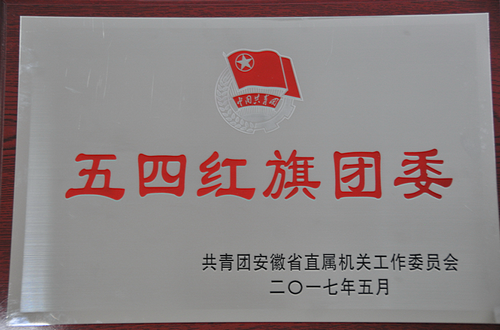 中国共青团
五四红旗团委
共青团安徽省直属机关工作委员会
二〇一七年五月